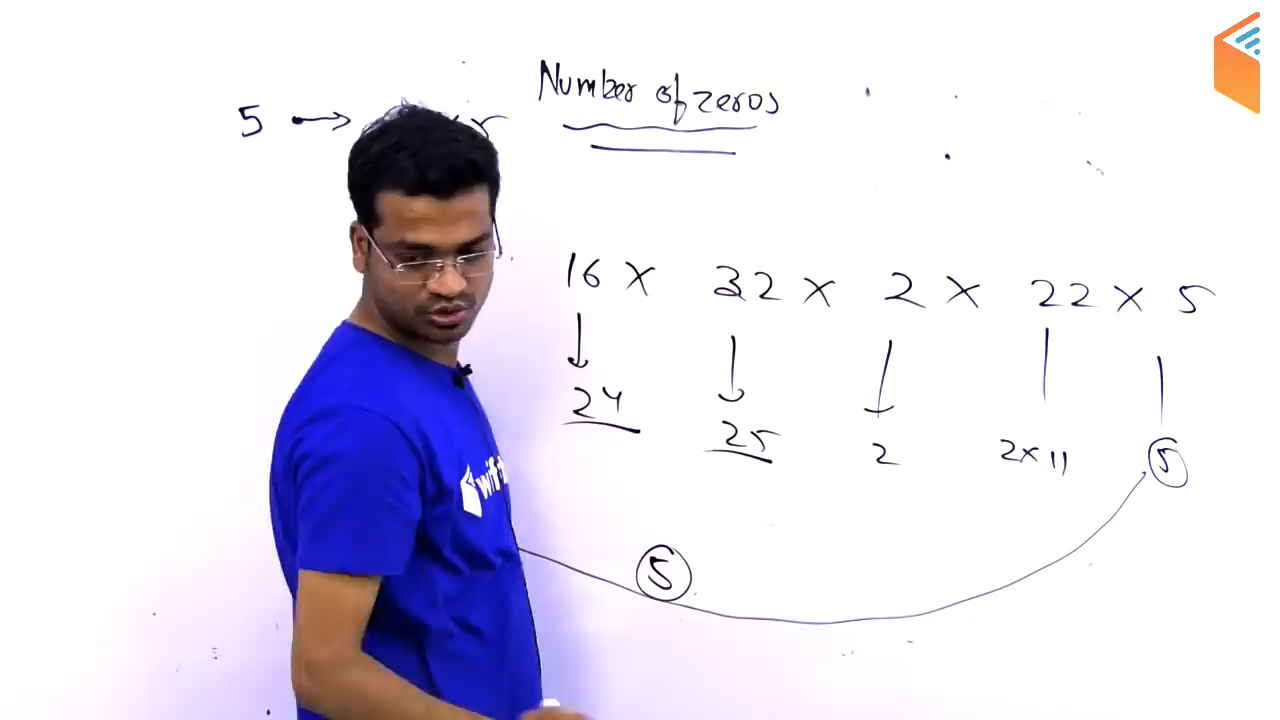 Number of zeros
5 →
16 × 32 × 2 × 22 × 5
24 25 2 2×11 5
5